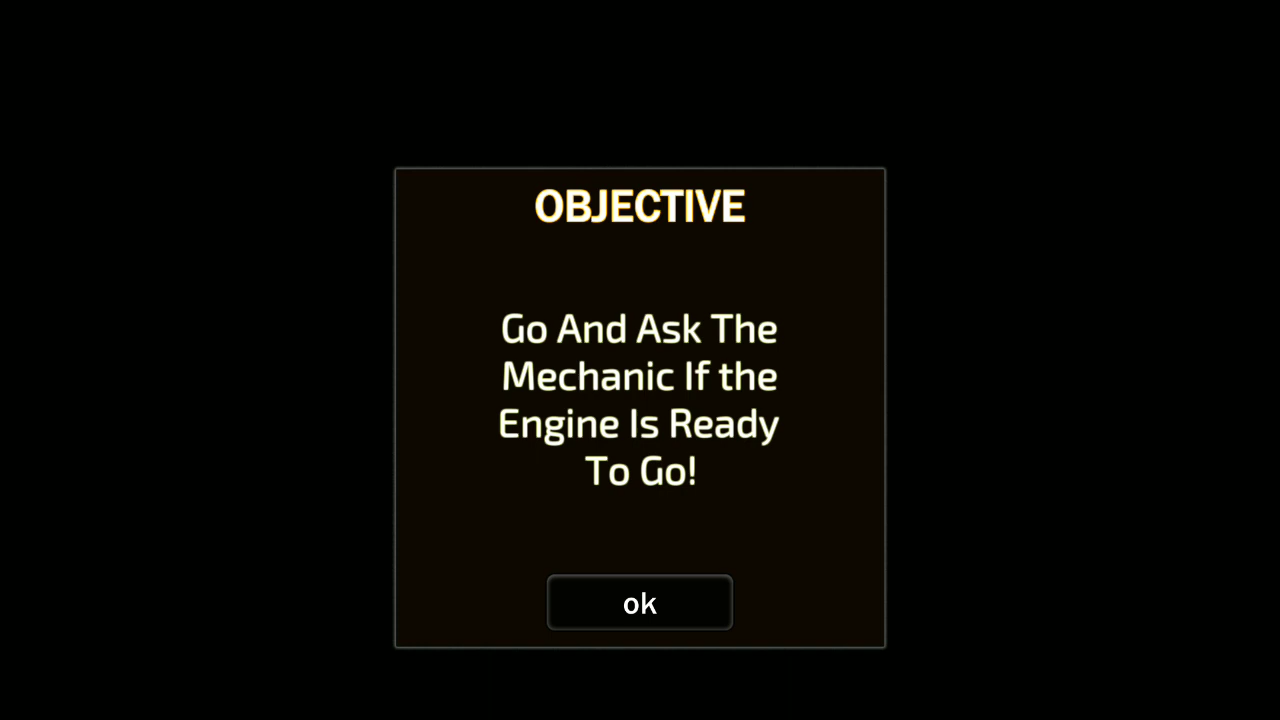 OBJECTIVE
Go And Ask The
Mechanic If the
Engine Is Ready
To Go!
ok